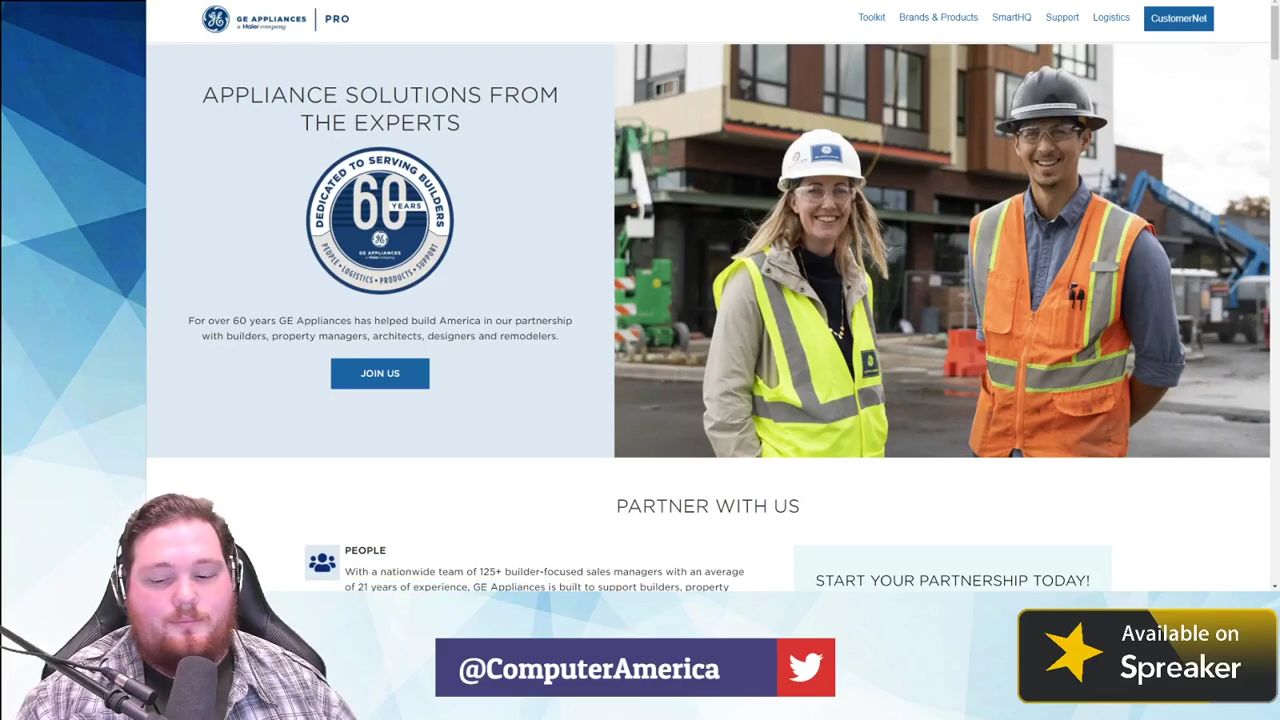 GE APPLIANCES
a Haier company
PRO
Toolkit
Brands & Products
SmartHQ
Support
Logistics
CustomerNet
APPLIANCE SOLUTIONS FROM
THE EXPERTS
DEDICATED TO SERVING BUILDERS
60
YEARS
GE APPLIANCES
a Haier company
PEOPLE • LOGISTICS • PRODUCTS • SUPPORT
For over 60 years GE Appliances has helped build America in our partnership
with builders, property managers, architects, designers and remodelers.
JOIN US
PARTNER WITH US
PEOPLE
With a nationwide team of 125+ builder-focused sales managers with an average
of 21 years of experience, GE Appliances is built to support builders, property
START YOUR PARTNERSHIP TODAY!
@ComputerAmerica
Available on
Spreaker